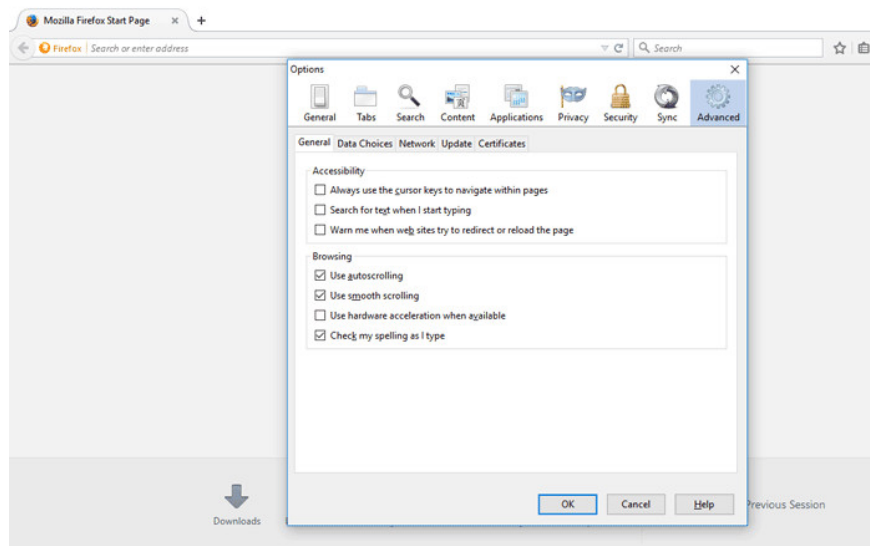 Mozilla Firefox Start Page
Firefox Search or enter address
Search
Options
General Tabs Search Content Applications Privacy Security Sync Advanced
General Data Choices Network Update Certificates
Accessibility
Always use the cursor keys to navigate within pages
Search for text when I start typing
Warn me when web sites try to redirect or reload the page
Browsing
Use autoscrolling
Use smooth scrolling
Use hardware acceleration when available
Check my spelling as I type
OK Cancel Help
Previous Session
Downloads